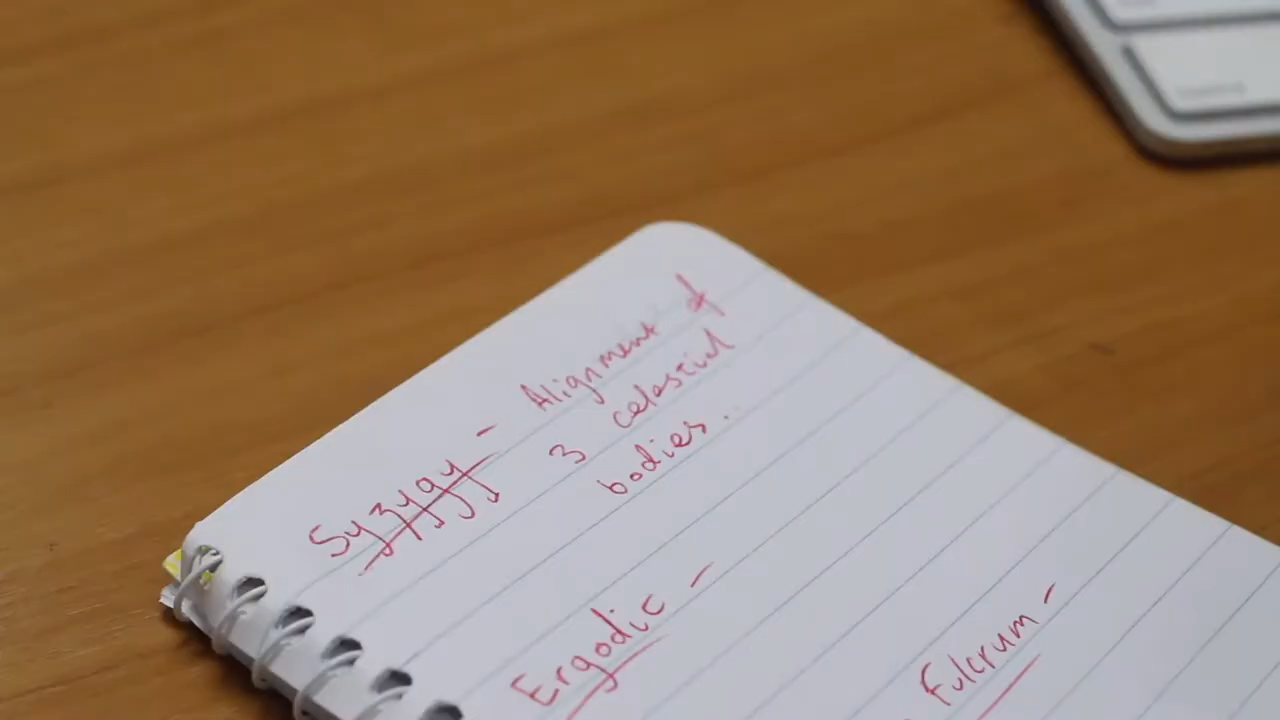 Syzygy - Alignment of
3 celestial
bodies..
Ergodic -
Fulcrum -